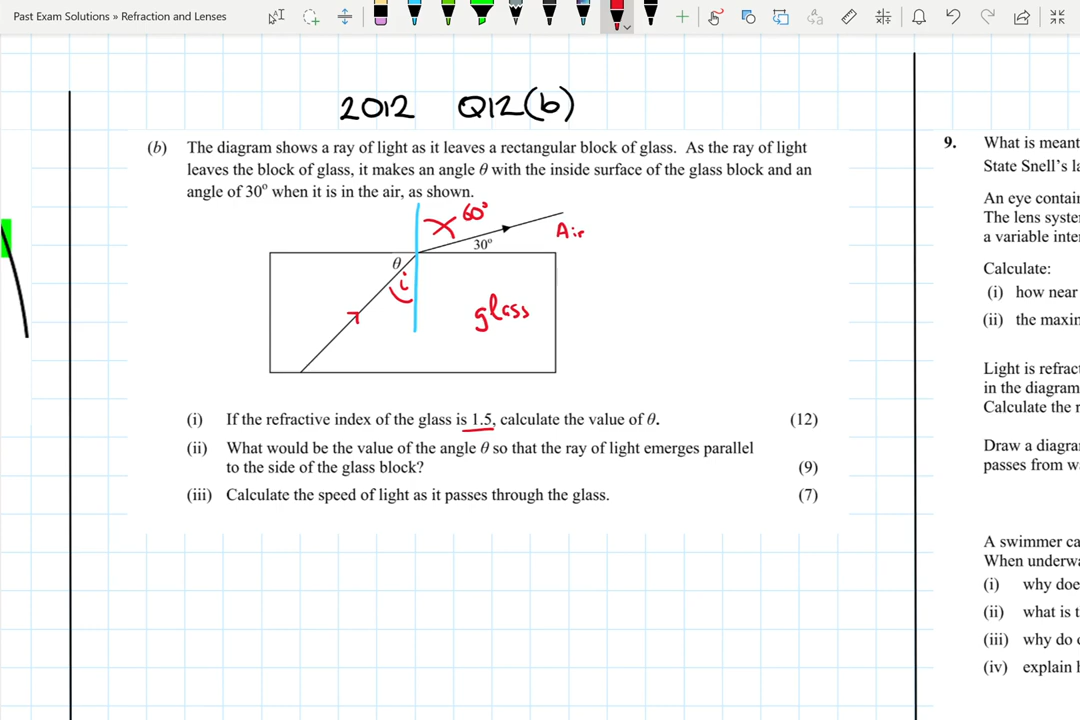 Past Exam Solutions » Refraction and Lenses
2012 Q12(b)
(b) The diagram shows a ray of light as it leaves a rectangular block of glass. As the ray of light
leaves the block of glass, it makes an angle θ with the inside surface of the glass block and an
angle of 30° when it is in the air, as shown.
60°
Air
30°
θ
i
glass
(i) If the refractive index of the glass is 1.5, calculate the value of θ. (12)
(ii) What would be the value of the angle θ so that the ray of light emerges parallel
to the side of the glass block? (9)
(iii) Calculate the speed of light as it passes through the glass. (7)
9. What is meant
State Snell's la
An eye contain
The lens syste
a variable inte
Calculate:
(i) how near
(ii) the maxim
Light is refrac
in the diagram
Calculate the r
Draw a diagra
passes from w
A swimmer ca
When underwa
(i) why doe
(ii) what is t
(iii) why do
(iv) explain h